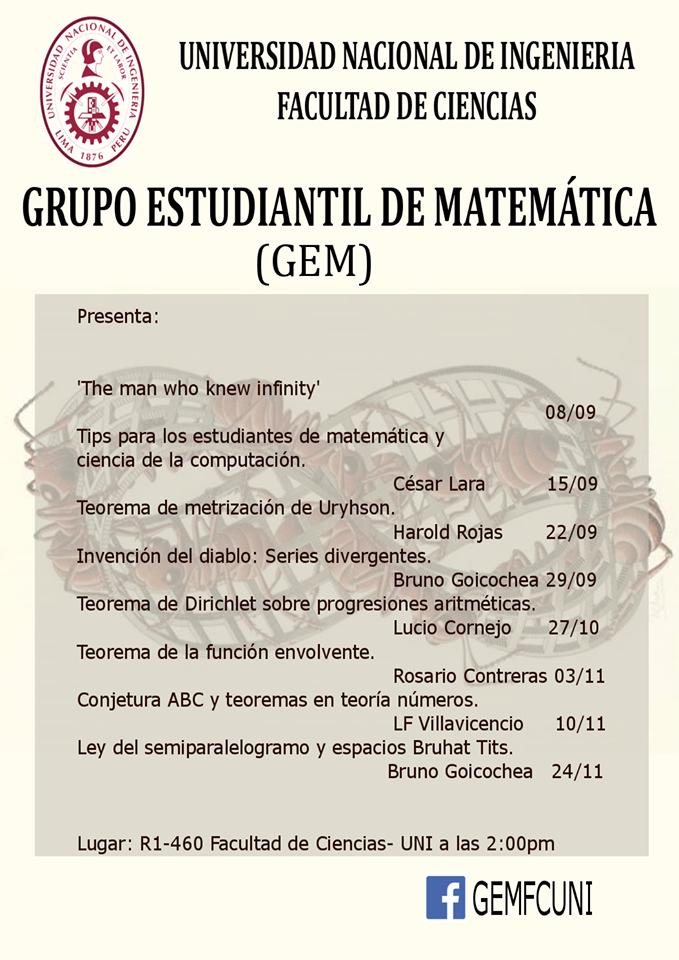 UNIVERSIDAD NACIONAL DE INGENIERIA
SCIENTIA ET LABOR
LIMA 1876 PERU
UNIVERSIDAD NACIONAL DE INGENIERIA
FACULTAD DE CIENCIAS
GRUPO ESTUDIANTIL DE MATEMÁTICA
(GEM)
Presenta:
'The man who knew infinity'
08/09
Tips para los estudiantes de matemática y
ciencia de la computación.
César Lara 15/09
Teorema de metrización de Uryhson.
Harold Rojas 22/09
Invención del diablo: Series divergentes.
Bruno Goicochea 29/09
Teorema de Dirichlet sobre progresiones aritméticas.
Lucio Cornejo 27/10
Teorema de la función envolvente.
Rosario Contreras 03/11
Conjetura ABC y teoremas en teoría números.
LF Villavicencio 10/11
Ley del semiparalelogramo y espacios Bruhat Tits.
Bruno Goicochea 24/11
Lugar: R1-460 Facultad de Ciencias- UNI a las 2:00pm
f GEMFCUNI